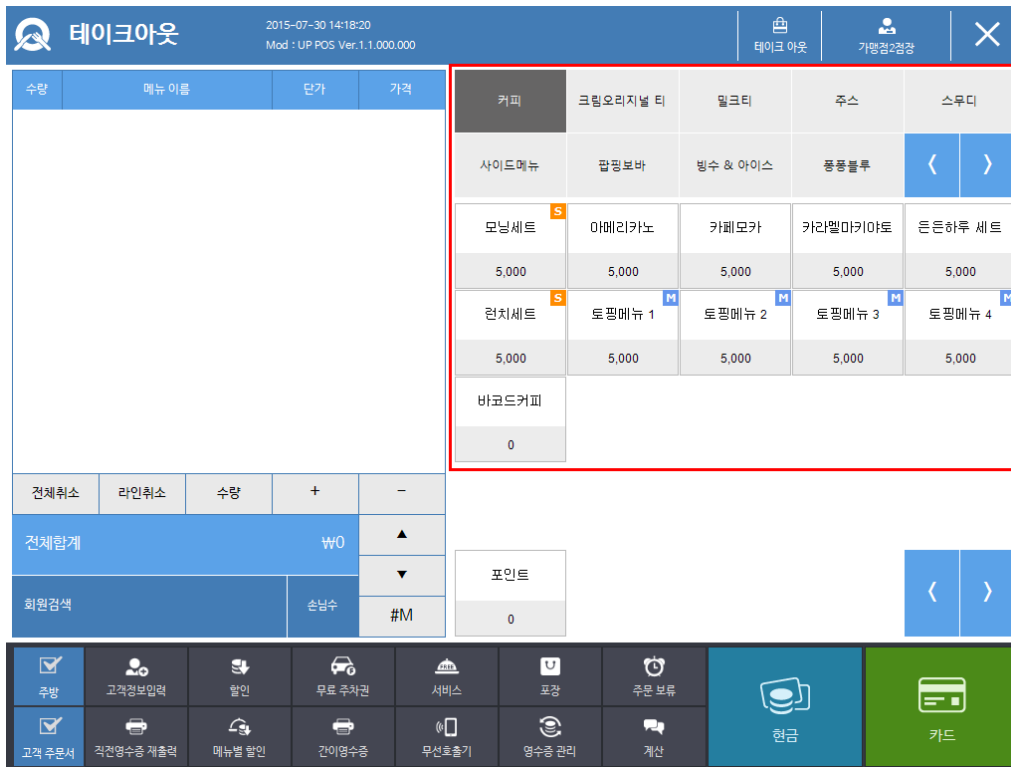 테이크아웃
2015-07-30 14:18:20
Mod : UP POS Ver.1.1.000.000
테이크 아웃
가맹점2점장
수량 메뉴 이름 단가 가격
커피 크림오리지널 티 밀크티 주스 스무디
사이드메뉴 팝핑보바 빙수 & 아이스 퐁퐁블루
S
모닝세트 아메리카노 카페모카 카라멜마키야토 든든하루 세트
5,000 5,000 5,000 5,000 5,000
S M M M M
런치세트 토핑메뉴 1 토핑메뉴 2 토핑메뉴 3 토핑메뉴 4
5,000 5,000 5,000 5,000 5,000
바코드커피
0
전체취소 라인취소 수량 + -
전체합계 ₩0 ▲
▼
회원검색 손님수 #M
포인트
0
주방 고객정보입력 할인 무료 주차권 서비스 포장 주문 보류
고객 주문서 직전영수증 재출력 메뉴별 할인 간이영수증 무선호출기 영수증 관리 계산
현금
카드